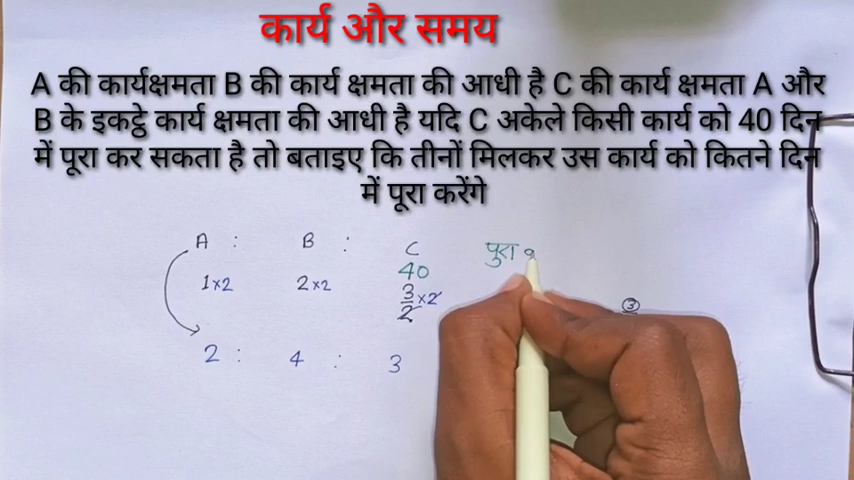 कार्य और समय
A की कार्यक्षमता B की कार्य क्षमता की आधी है C की कार्य क्षमता A और
B के इकट्ठे कार्य क्षमता की आधी है यदि C अकेले किसी कार्य को 40 दिन
में पूरा कर सकता है तो बताइए कि तीनों मिलकर उस कार्य को कितने दिन
में पूरा करेंगे
A : B : C पुरा
40
1×2 2×2 3/2×2
③
2 : 4 : 3